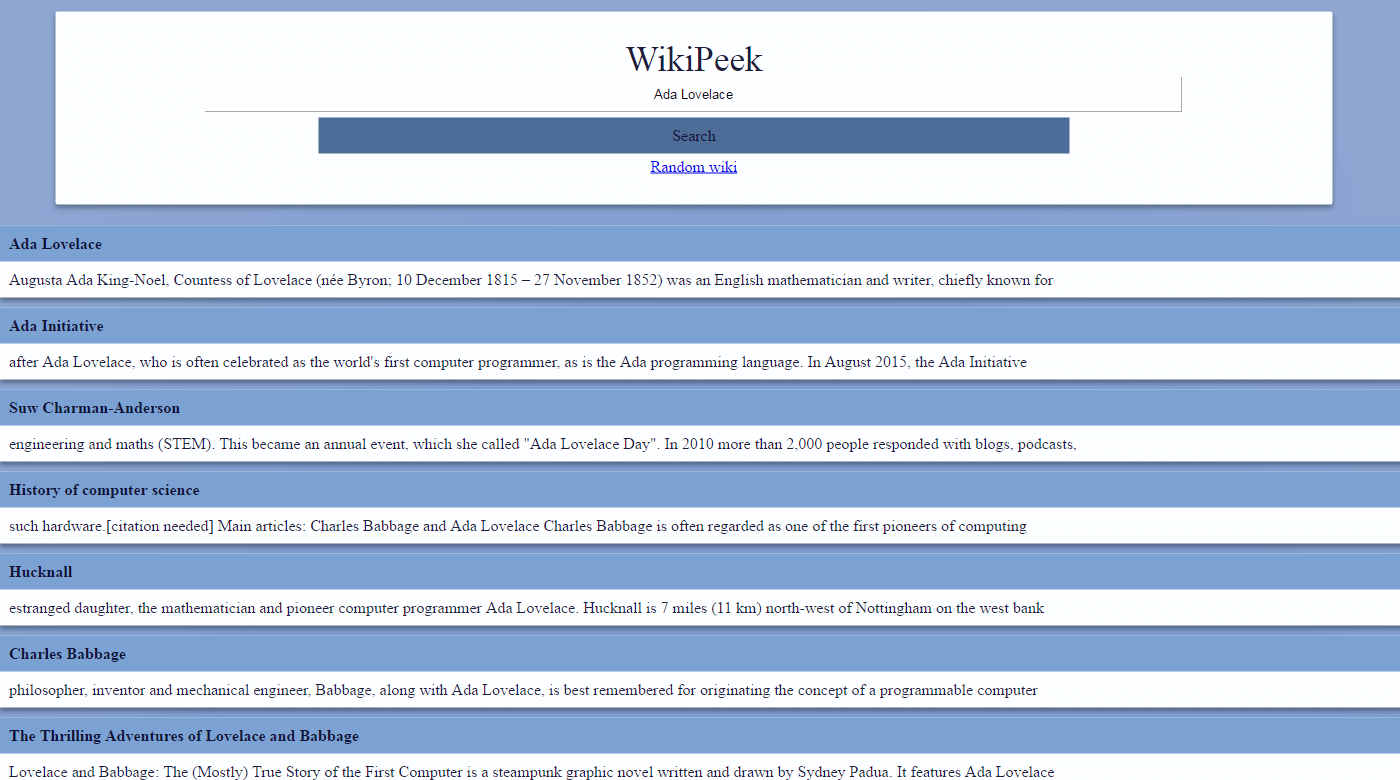 WikiPeek
Ada Lovelace
Search
Random wiki
Ada Lovelace
Augusta Ada King-Noel, Countess of Lovelace (née Byron; 10 December 1815 – 27 November 1852) was an English mathematician and writer, chiefly known for
Ada Initiative
after Ada Lovelace, who is often celebrated as the world's first computer programmer, as is the Ada programming language. In August 2015, the Ada Initiative
Suw Charman-Anderson
engineering and maths (STEM). This became an annual event, which she called "Ada Lovelace Day". In 2010 more than 2,000 people responded with blogs, podcasts,
History of computer science
such hardware.[citation needed] Main articles: Charles Babbage and Ada Lovelace Charles Babbage is often regarded as one of the first pioneers of computing
Hucknall
estranged daughter, the mathematician and pioneer computer programmer Ada Lovelace. Hucknall is 7 miles (11 km) north-west of Nottingham on the west bank
Charles Babbage
philosopher, inventor and mechanical engineer, Babbage, along with Ada Lovelace, is best remembered for originating the concept of a programmable computer
The Thrilling Adventures of Lovelace and Babbage
Lovelace and Babbage: The (Mostly) True Story of the First Computer is a steampunk graphic novel written and drawn by Sydney Padua. It features Ada Lovelace